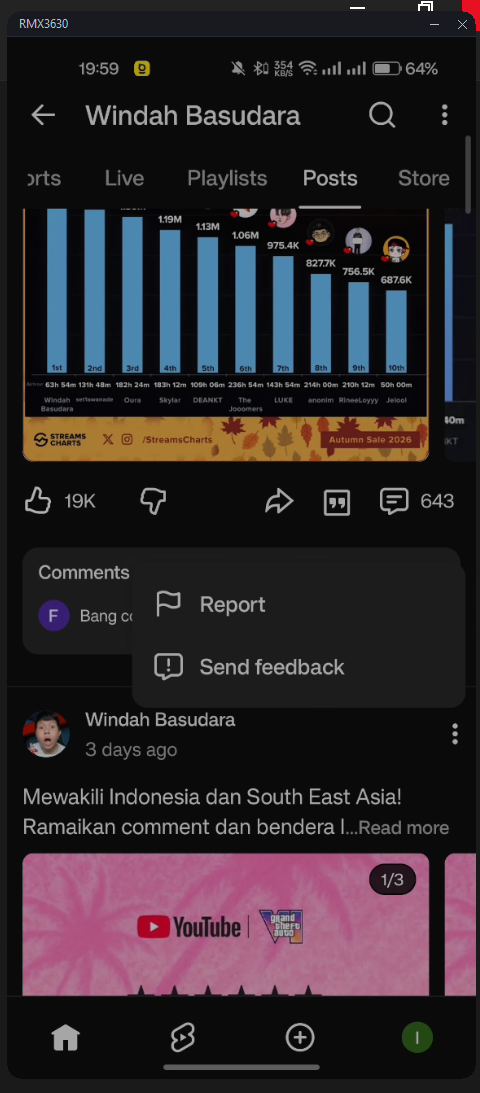 RMX3630
19:59
354 KB/S
64%
Windah Basudara
orts Live Playlists Posts Store
1.19M
1.13M
1.06M
975.4K
827.7K
756.5K
687.6K
1st 2nd 3rd 4th 5th 6th 7th 8th 9th 10th
63h 54m 131h 48m 182h 24m 183h 12m 109h 06m 236h 54m 143h 54m 214h 00m 210h 12m 50h 00m
40m
Windah Basudara Oura Skylar DEANKT The Jooomers LUKE anonim RineeLoyyy Jejool
KT
STREAMS CHARTS /StreamsCharts Autumn Sale 2026
19K 643
Comments
F Bang co
Report
Send feedback
Windah Basudara
3 days ago
Mewakili Indonesia dan South East Asia!
Ramaikan comment dan bendera I...Read more
1/3
YouTube | grand theft auto VI
I